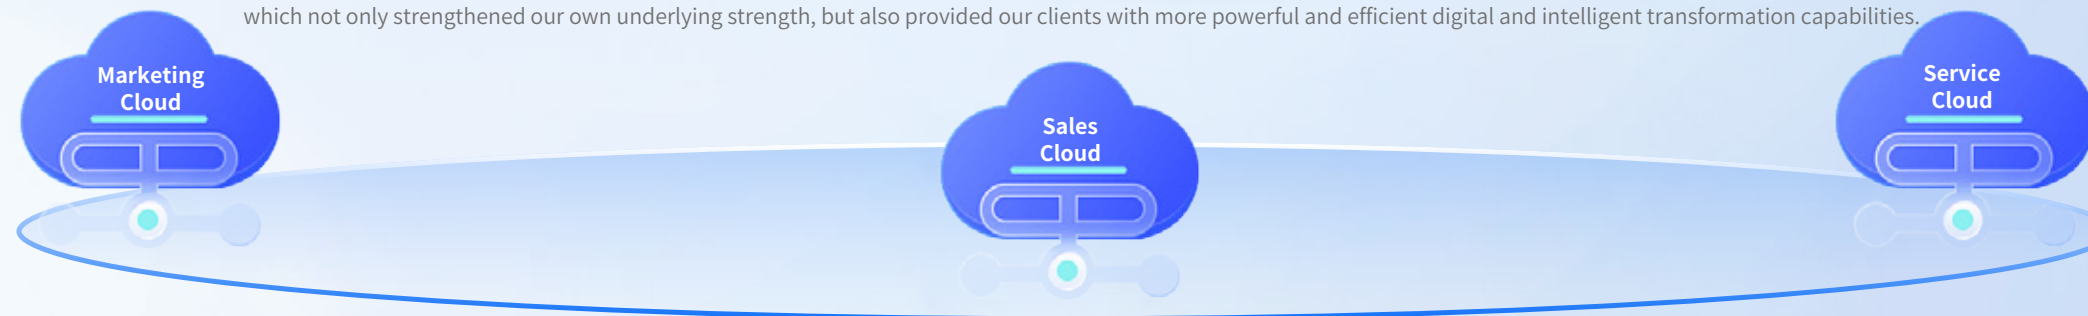 which not only strengthened our own underlying strength, but also provided our clients with more powerful and efficient digital and intelligent transformation capabilities.
Marketing
Cloud
Sales
Cloud
Service
Cloud